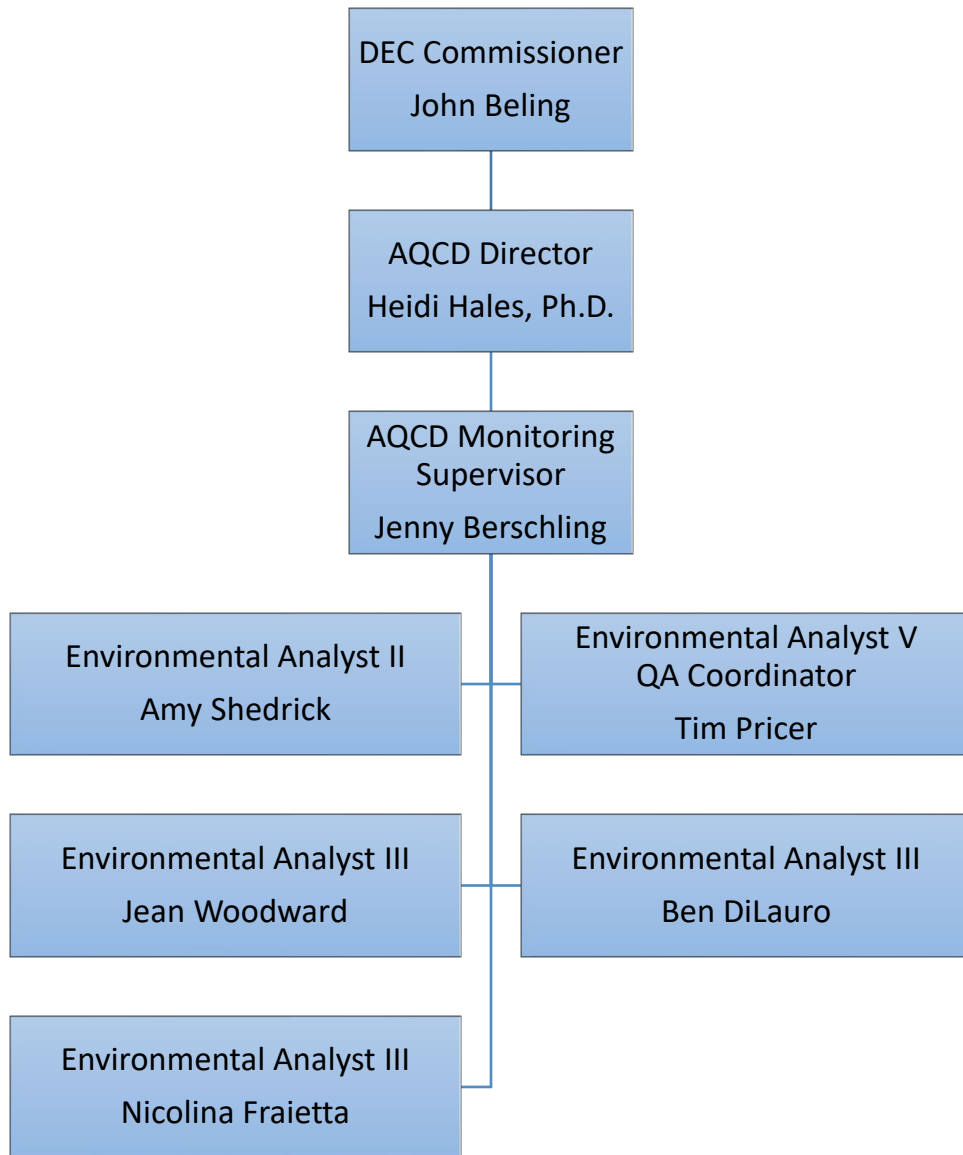 DEC Commissioner
John Beling
AQCD Director
Heidi Hales, Ph.D.
AQCD Monitoring
Supervisor
Jenny Berschling
Environmental Analyst II
Amy Shedrick
Environmental Analyst V
QA Coordinator
Tim Pricer
Environmental Analyst III
Jean Woodward
Environmental Analyst III
Ben DiLauro
Environmental Analyst III
Nicolina Fraietta